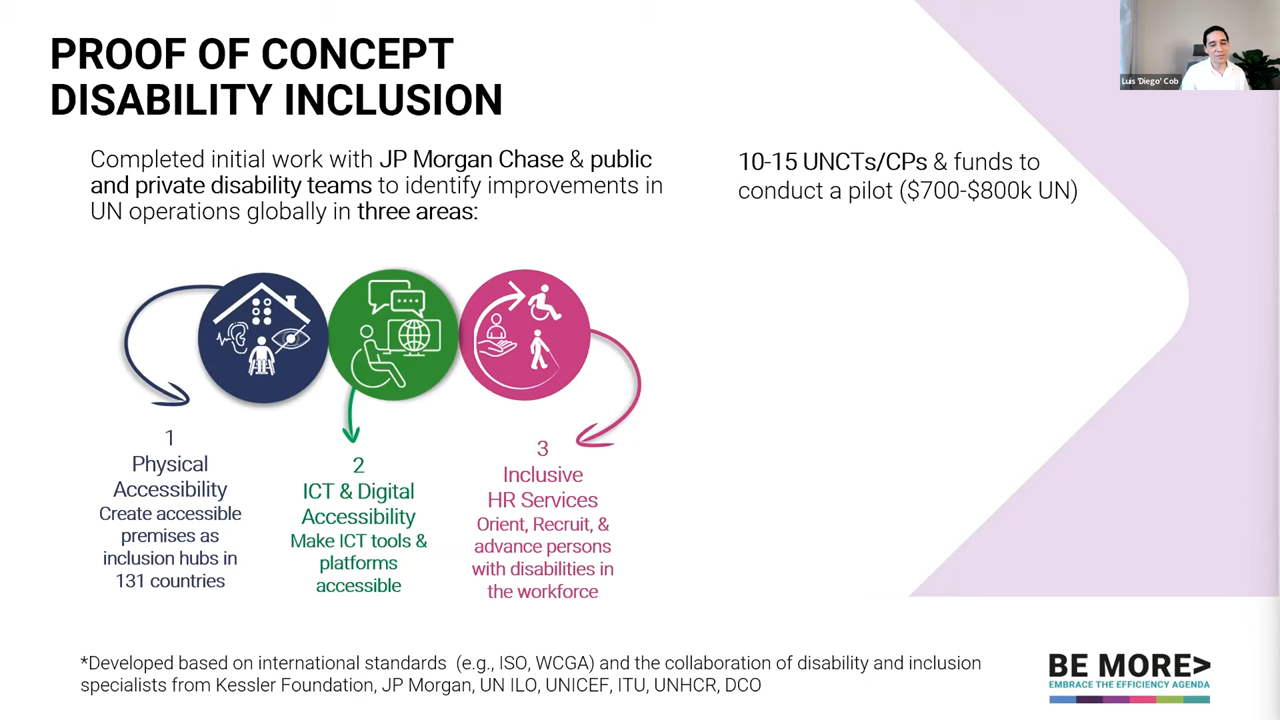 PROOF OF CONCEPT
DISABILITY INCLUSION
Completed initial work with JP Morgan Chase & public
and private disability teams to identify improvements in
UN operations globally in three areas:
10-15 UNCTs/CPs & funds to
conduct a pilot ($700-$800k UN)
1
Physical
Accessibility
Create accessible
premises as
inclusion hubs in
131 countries
2
ICT & Digital
Accessibility
Make ICT tools &
platforms
accessible
3
Inclusive
HR Services
Orient, Recruit, &
advance persons
with disabilities in
the workforce
*Developed based on international standards (e.g., ISO, WCGA) and the collaboration of disability and inclusion
specialists from Kessler Foundation, JP Morgan, UN ILO, UNICEF, ITU, UNHCR, DCO
BE MORE>
EMBRACE THE EFFICIENCY AGENDA
Luis 'Diego' Cob